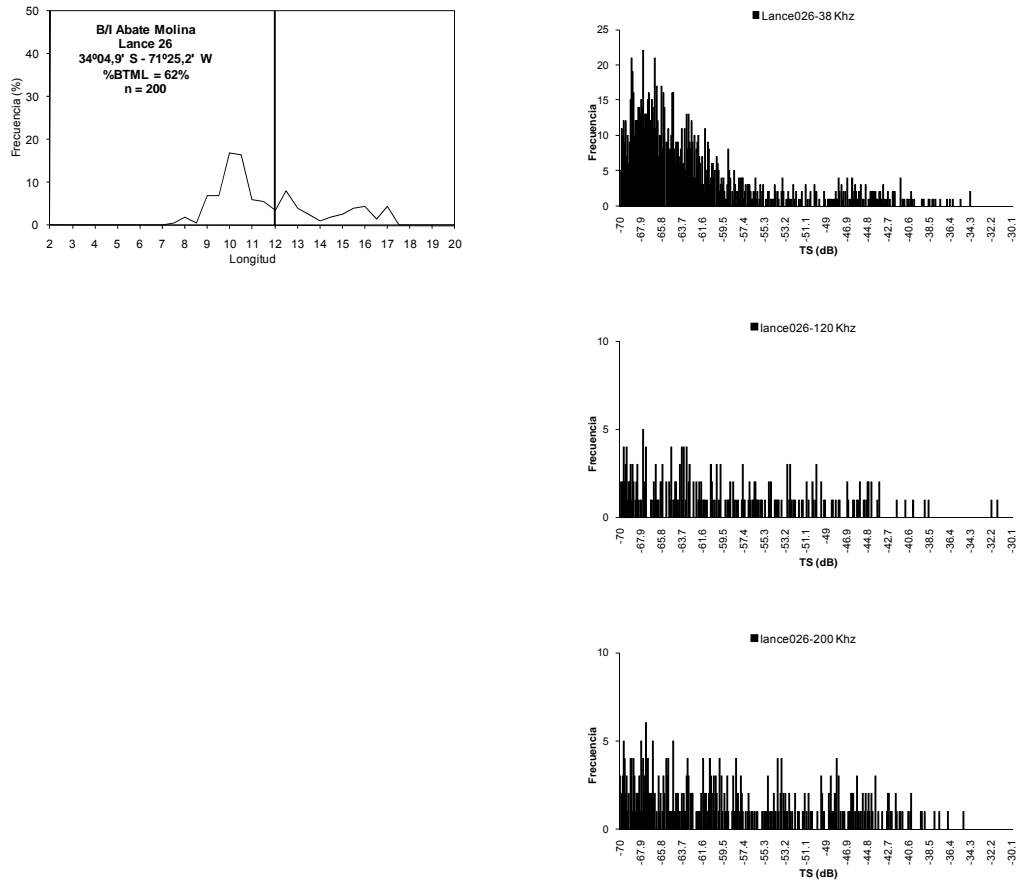 B/I Abate Molina
Lance 26
34º04,9' S - 71º25,2' W
%BTML = 62%
n = 200
Frecuencia (%)
50
40
30
20
10
0
2 3 4 5 6 7 8 9 10 11 12 13 14 15 16 17 18 19 20
Longitud
Lance026-38 Khz
Frecuencia
25
20
15
10
5
0
-70 -67.9 -65.8 -63.7 -61.6 -59.5 -57.4 -55.3 -53.2 -51.1 -49 -46.9 -44.8 -42.7 -40.6 -38.5 -36.4 -34.3 -32.2 -30.1
TS (dB)
lance026-120 Khz
Frecuencia
10
5
0
-70 -67.9 -65.8 -63.7 -61.6 -59.5 -57.4 -55.3 -53.2 -51.1 -49 -46.9 -44.8 -42.7 -40.6 -38.5 -36.4 -34.3 -32.2 -30.1
TS (dB)
lance026-200 Khz
Frecuencia
10
5
0
-70 -67.9 -65.8 -63.7 -61.6 -59.5 -57.4 -55.3 -53.2 -51.1 -49 -46.9 -44.8 -42.7 -40.6 -38.5 -36.4 -34.3 -32.2 -30.1
TS (dB)